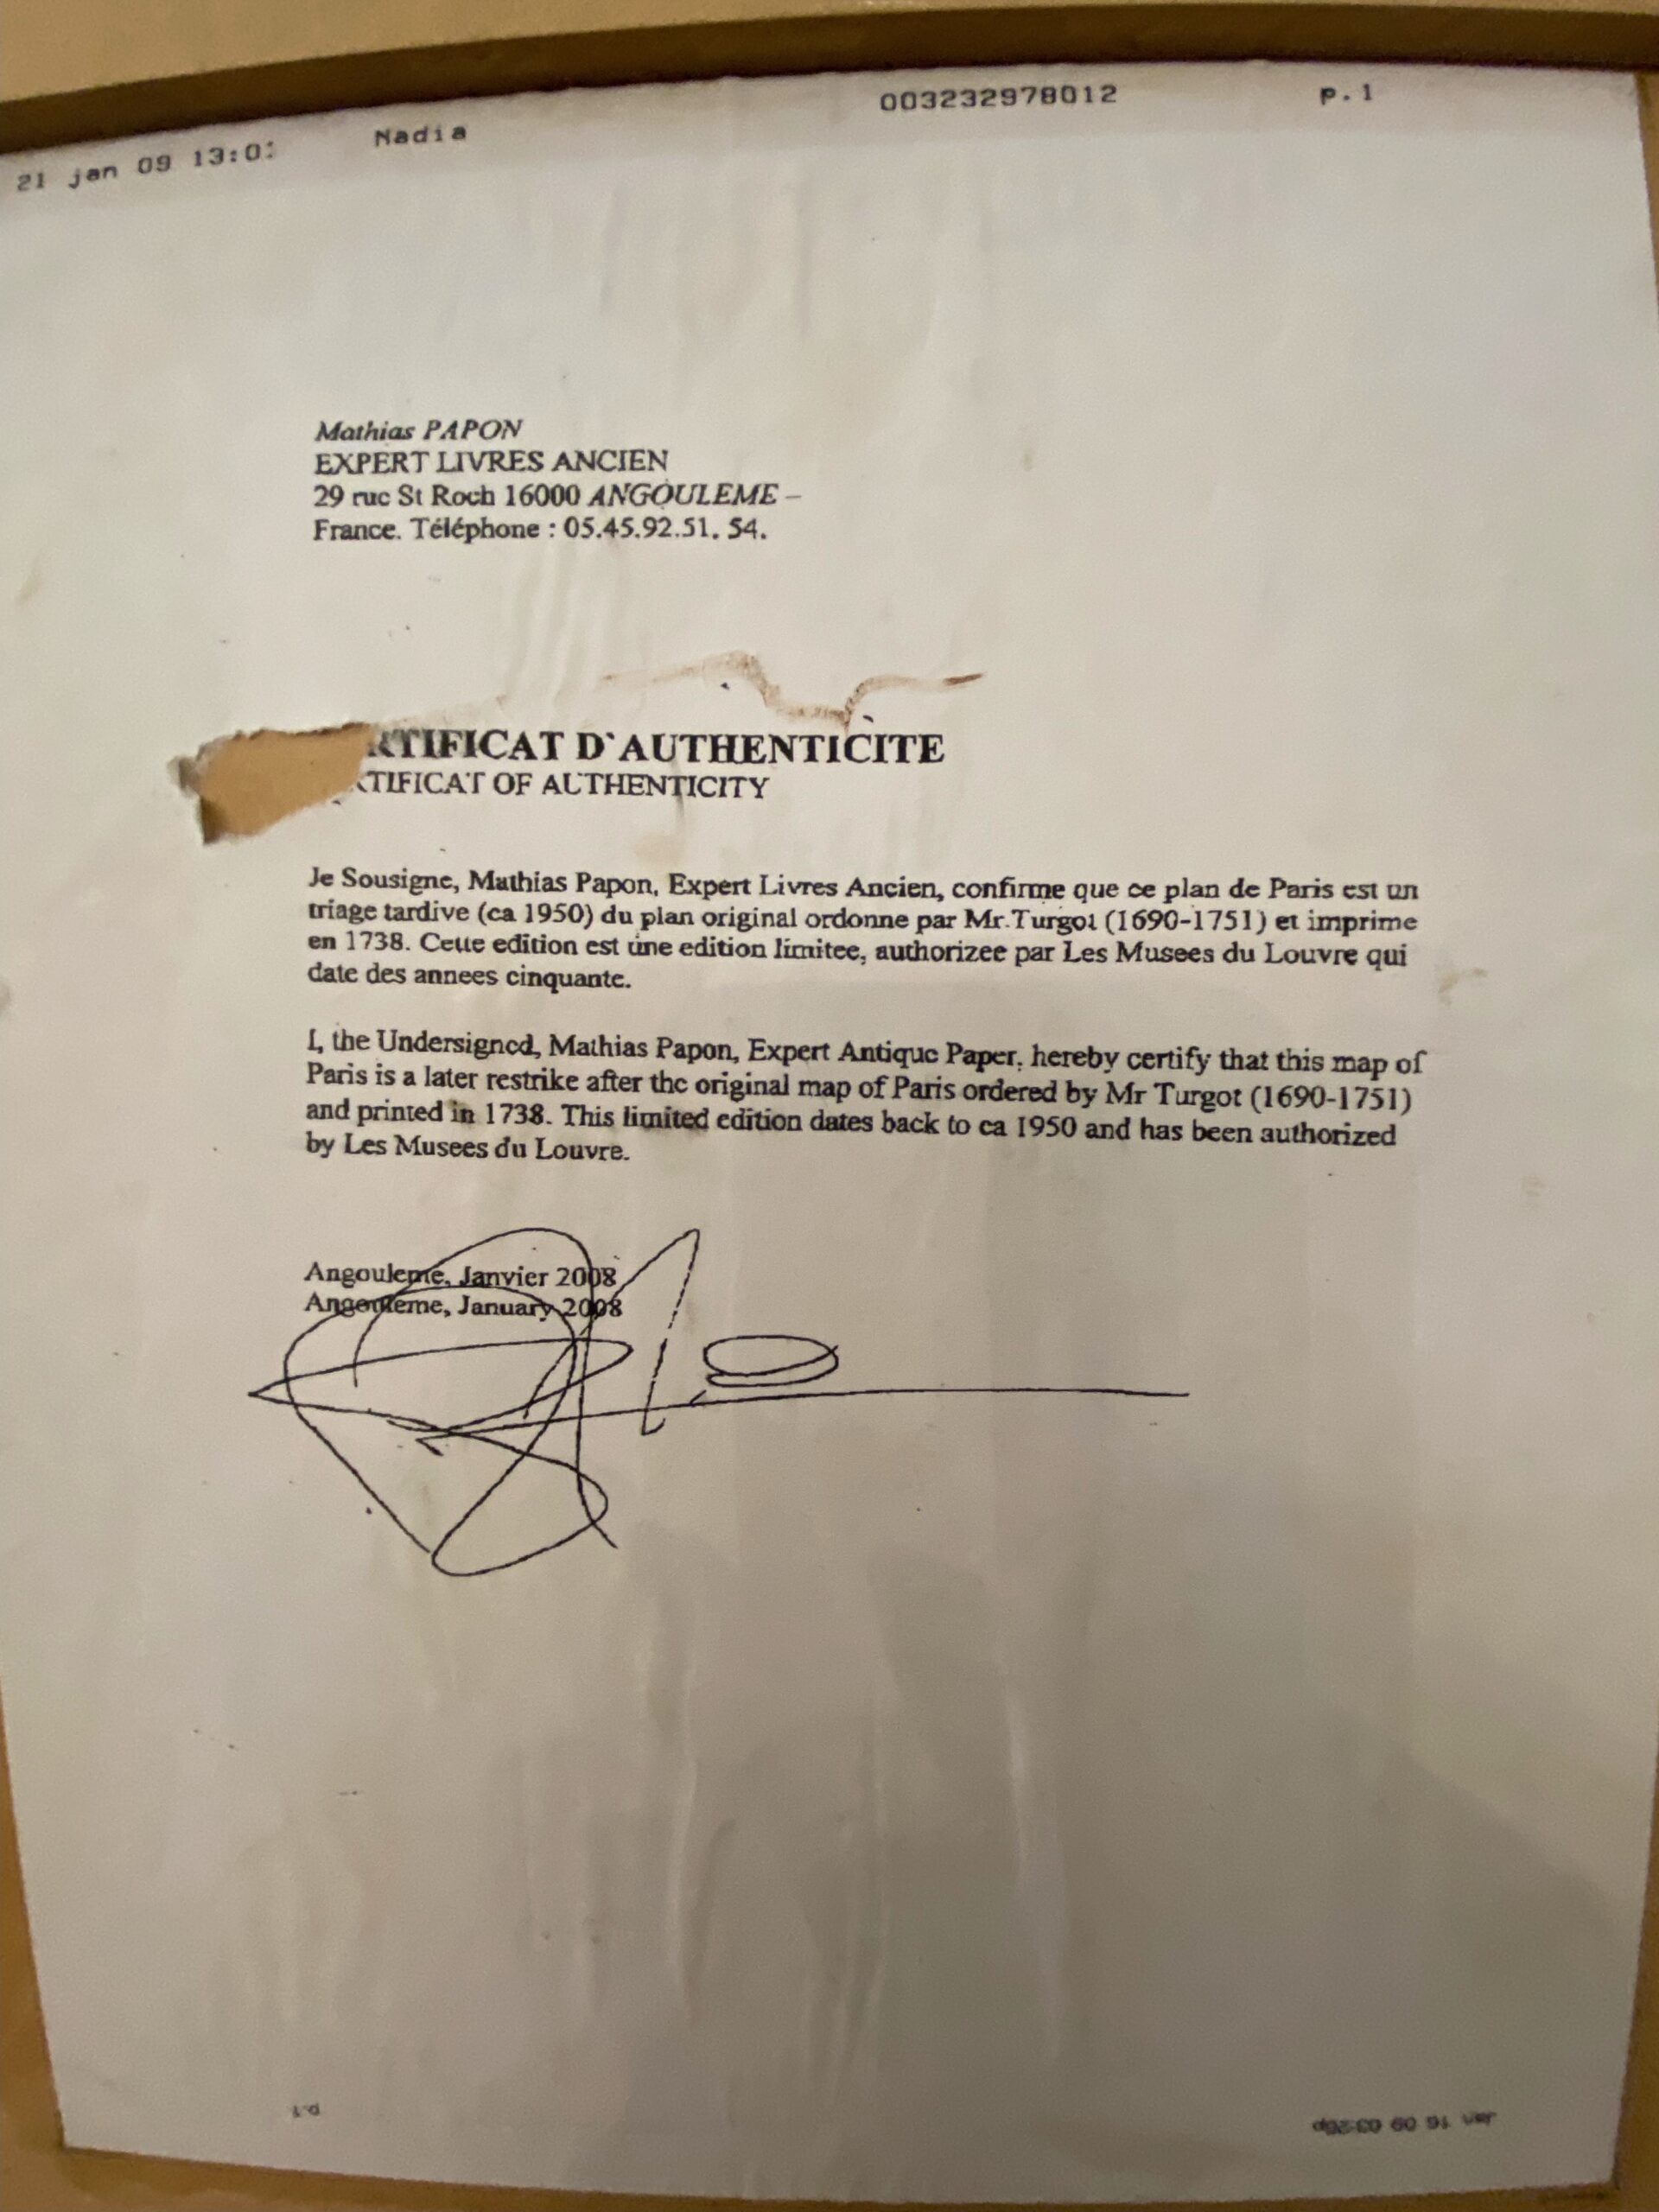 21 jan 09 13:0 Nadia 003232978012 p.1
Mathias PAPON
EXPERT LIVRES ANCIEN
29 rue St Roch 16000 ANGOULEME –
France. Téléphone : 05.45.92.51. 54.
RTIFICAT D`AUTHENTICITE
RTIFICAT OF AUTHENTICITY
Je Sousigne, Mathias Papon, Expert Livres Ancien, confirme que ce plan de Paris est un
triage tardive (ca 1950) du plan original ordonne par Mr.Turgot (1690-1751) et imprime
en 1738. Cette edition est une edition limitee, authorizee par Les Musees du Louvre qui
date des annees cinquante.
I, the Undersigned, Mathias Papon, Expert Antique Paper, hereby certify that this map of
Paris is a later restrike after the original map of Paris ordered by Mr Turgot (1690-1751)
and printed in 1738. This limited edition dates back to ca 1950 and has been authorized
by Les Musees du Louvre.
Angouleme, Janvier 2008
Angouleme, January 2008
p.1 Jan 16 09 03:26p